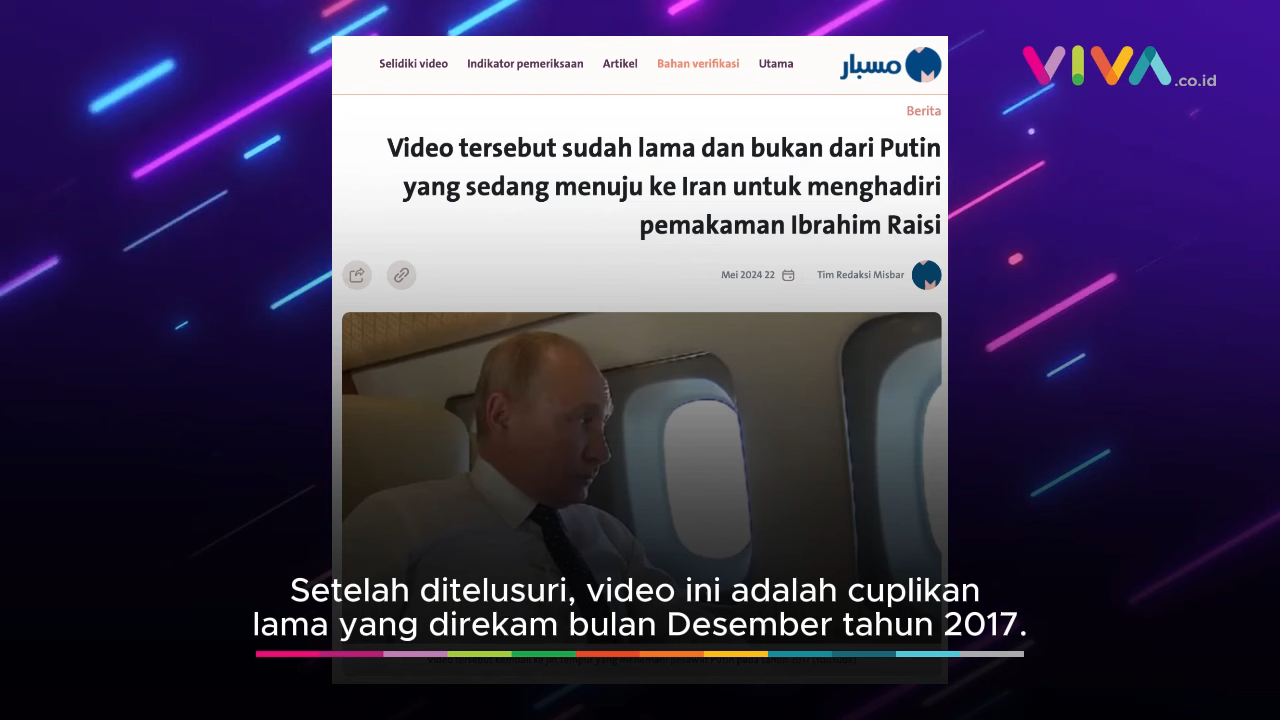 VIVA.co.id
Selidiki video Indikator pemeriksaan Artikel Bahan verifikasi Utama مسبار
Berita
Video tersebut sudah lama dan bukan dari Putin
yang sedang menuju ke Iran untuk menghadiri
pemakaman Ibrahim Raisi
Mei 2024 22 Tim Redaksi Misbar
Setelah ditelusuri, video ini adalah cuplikan
lama yang direkam bulan Desember tahun 2017.